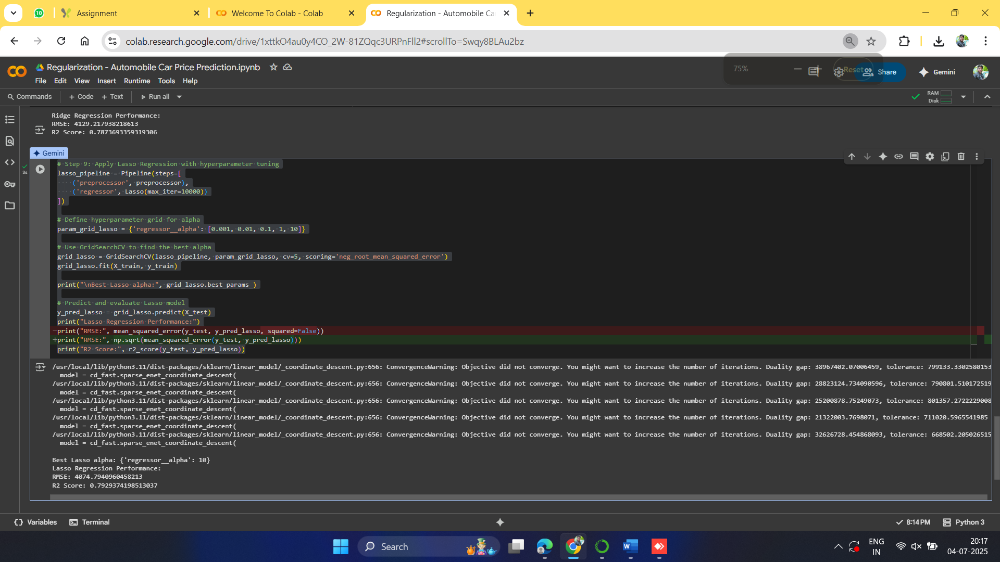 10
Assignment
Welcome To Colab - Colab
Regularization - Automobile Ca
colab.research.google.com/drive/1xttkO4au0y4CO_2W-81ZQqc3URPnFll2#scrollTo=Swqy8BLAu2bz
Regularization - Automobile Car Price Prediction.ipynb
75%
Reset
Share
Gemini
File Edit View Insert Runtime Tools Help
Commands + Code + Text Run all
RAM
Disk
Ridge Regression Performance:
RMSE: 4129.217938218613
R2 Score: 0.7873693359319306
Gemini
3s
# Step 9: Apply Lasso Regression with hyperparameter tuning
lasso_pipeline = Pipeline(steps=[
('preprocessor', preprocessor),
('regressor', Lasso(max_iter=10000))
])
# Define hyperparameter grid for alpha
param_grid_lasso = {'regressor__alpha': [0.001, 0.01, 0.1, 1, 10]}
# Use GridSearchCV to find the best alpha
grid_lasso = GridSearchCV(lasso_pipeline, param_grid_lasso, cv=5, scoring='neg_root_mean_squared_error')
grid_lasso.fit(X_train, y_train)
print("\nBest Lasso alpha:", grid_lasso.best_params_)
# Predict and evaluate Lasso model
y_pred_lasso = grid_lasso.predict(X_test)
print("Lasso Regression Performance:")
−print("RMSE:", mean_squared_error(y_test, y_pred_lasso, squared=False))
+print("RMSE:", np.sqrt(mean_squared_error(y_test, y_pred_lasso)))
print("R2 Score:", r2_score(y_test, y_pred_lasso))
/usr/local/lib/python3.11/dist-packages/sklearn/linear_model/_coordinate_descent.py:656: ConvergenceWarning: Objective did not converge. You might want to increase the number of iterations. Duality gap: 38967402.07006459, tolerance: 799133.3302580153
model = cd_fast.sparse_enet_coordinate_descent(
/usr/local/lib/python3.11/dist-packages/sklearn/linear_model/_coordinate_descent.py:656: ConvergenceWarning: Objective did not converge. You might want to increase the number of iterations. Duality gap: 28823124.734090596, tolerance: 790801.510172519
model = cd_fast.sparse_enet_coordinate_descent(
/usr/local/lib/python3.11/dist-packages/sklearn/linear_model/_coordinate_descent.py:656: ConvergenceWarning: Objective did not converge. You might want to increase the number of iterations. Duality gap: 25200878.75249073, tolerance: 801357.2722229008
model = cd_fast.sparse_enet_coordinate_descent(
/usr/local/lib/python3.11/dist-packages/sklearn/linear_model/_coordinate_descent.py:656: ConvergenceWarning: Objective did not converge. You might want to increase the number of iterations. Duality gap: 21322003.7698071, tolerance: 711020.5965541985
model = cd_fast.sparse_enet_coordinate_descent(
/usr/local/lib/python3.11/dist-packages/sklearn/linear_model/_coordinate_descent.py:656: ConvergenceWarning: Objective did not converge. You might want to increase the number of iterations. Duality gap: 32626728.454868093, tolerance: 668502.205026515
model = cd_fast.sparse_enet_coordinate_descent(
Best Lasso alpha: {'regressor__alpha': 10}
Lasso Regression Performance:
RMSE: 4074.7940960458213
R2 Score: 0.7929374198513037
Variables Terminal
8:14 PM Python 3
Search
ENG
IN
20:17
04-07-2025